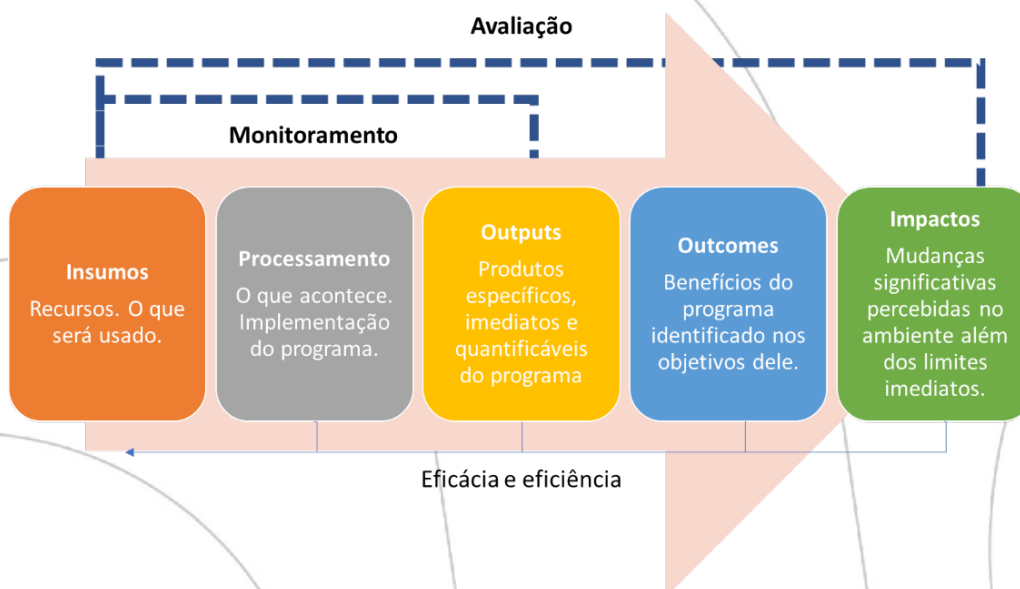 Avaliação
Monitoramento
Insumos
Recursos. O que
será usado.
Processamento
O que acontece.
Implementação
do programa.
Outputs
Produtos
específicos,
imediatos e
quantificáveis
do programa
Outcomes
Benefícios do
programa
identificado nos
objetivos dele.
Impactos
Mudanças
significativas
percebidas no
ambiente além
dos limites
imediatos.
Eficácia e eficiência